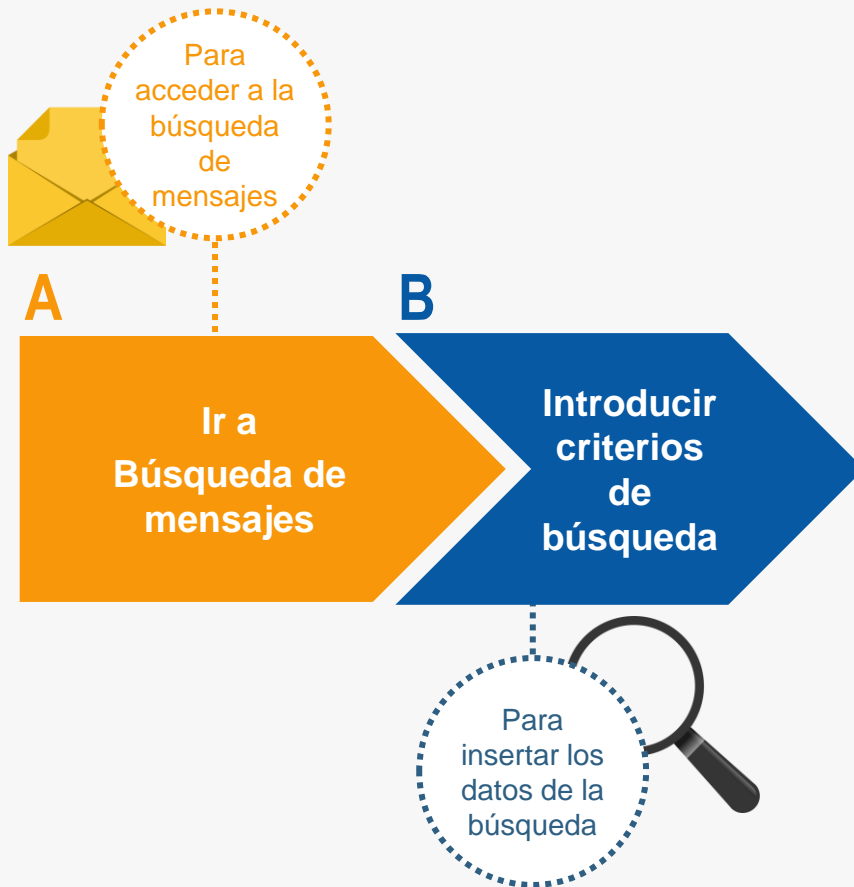 Para
acceder a la
búsqueda
de
mensajes
A
B
Ir a
Búsqueda de
mensajes
Introducir
criterios
de
búsqueda
Para
insertar los
datos de la
búsqueda